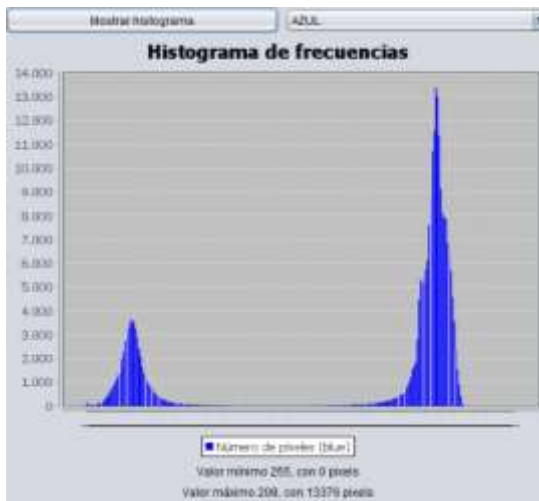 Mostrar histograma
AZUL
Histograma de frecuencias
14.000
13.000
12.000
11.000
10.000
9.000
8.000
7.000
6.000
5.000
4.000
3.000
2.000
1.000
0
Número de píxeles (blue)
Valor mínimo 255, con 0 pixels
Valor máximo 209, con 13376 pixels